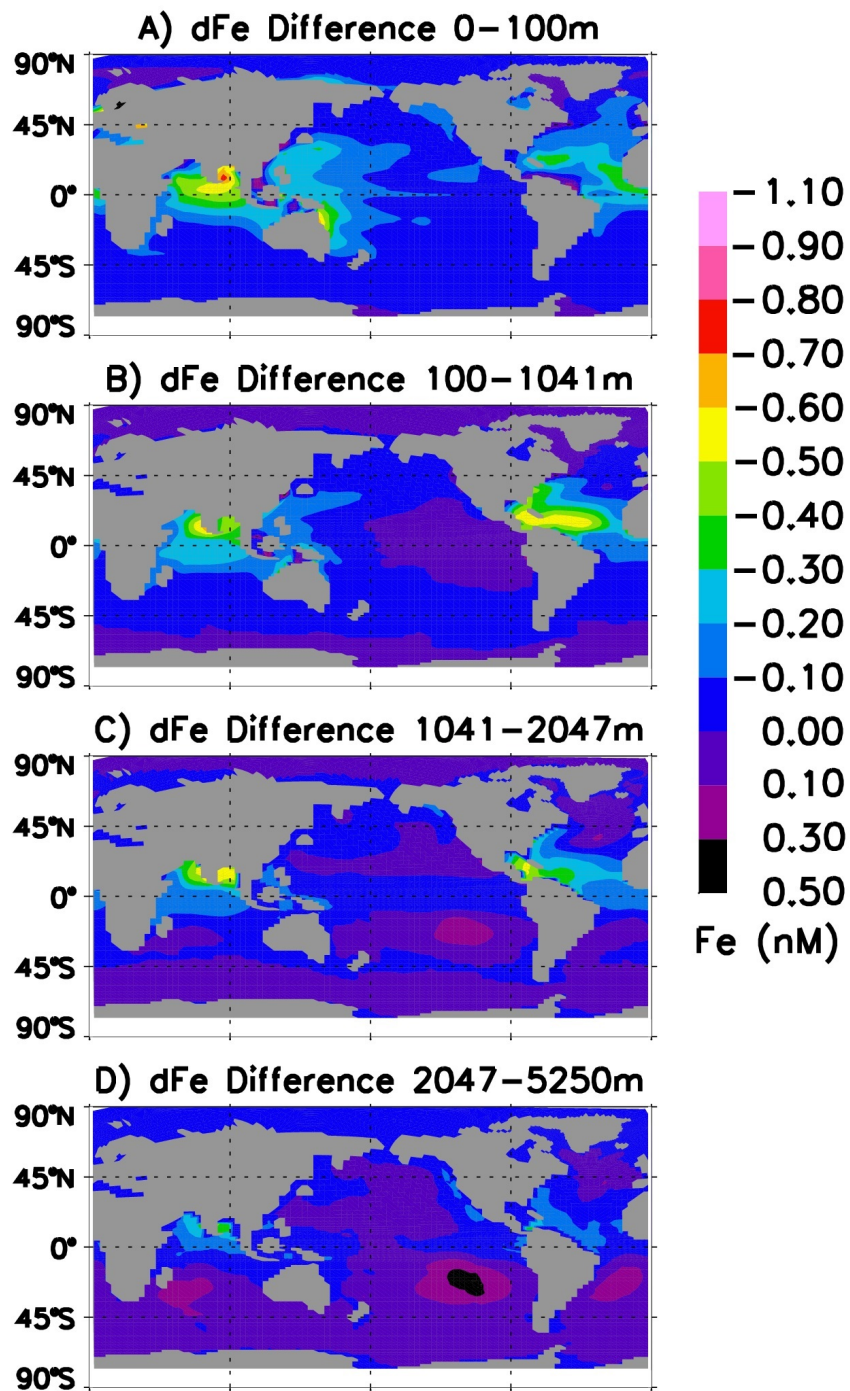 A) dFe Difference 0-100m
90°N
45°N
0°
45°S
90°S
B) dFe Difference 100-1041m
90°N
45°N
0°
45°S
90°S
C) dFe Difference 1041-2047m
90°N
45°N
0°
45°S
90°S
D) dFe Difference 2047-5250m
90°N
45°N
0°
45°S
90°S
-1.10
-0.90
-0.80
-0.70
-0.60
-0.50
-0.40
-0.30
-0.20
-0.10
0.00
0.10
0.30
0.50
Fe (nM)